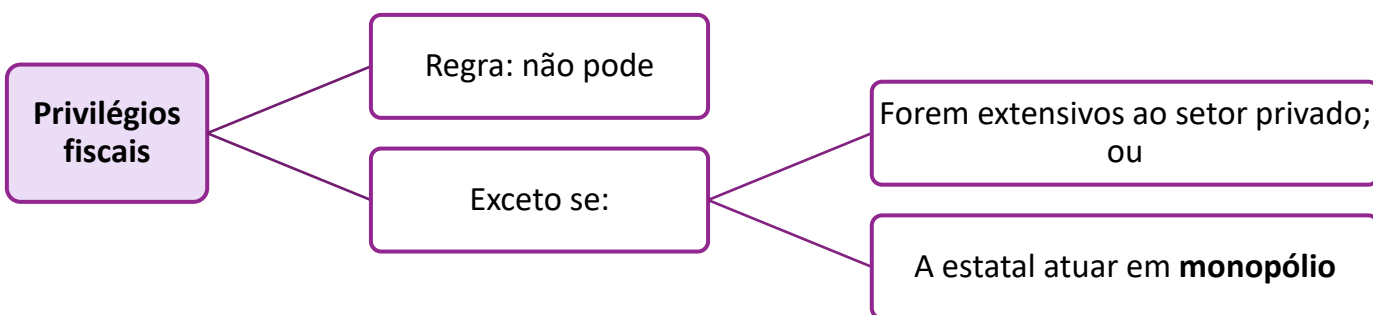 Privilégios
fiscais
Regra: não pode
Exceto se:
Forem extensivos ao setor privado;
ou
A estatal atuar em monopólio